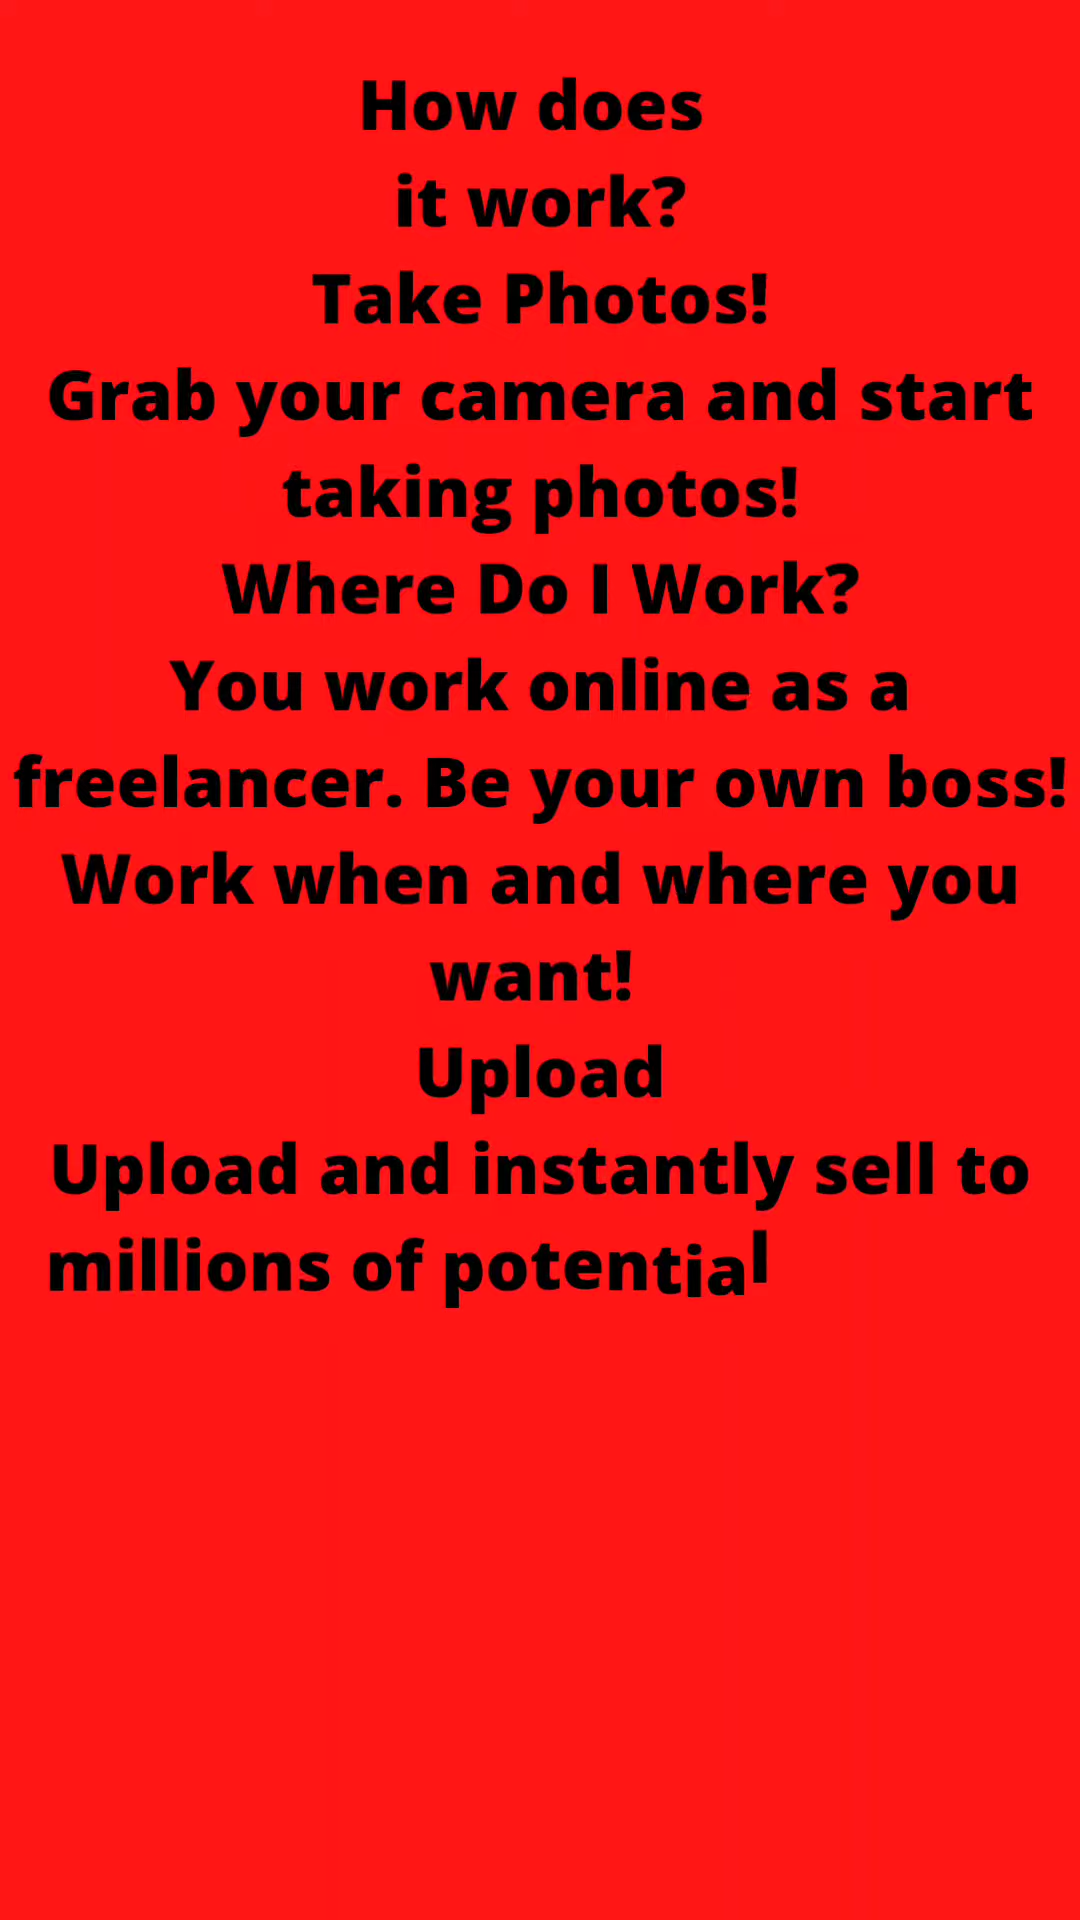 How does
it work?
Take Photos!
Grab your camera and start
taking photos!
Where Do I Work?
You work online as a
freelancer. Be your own boss!
Work when and where you
want!
Upload
Upload and instantly sell to
millions of potential